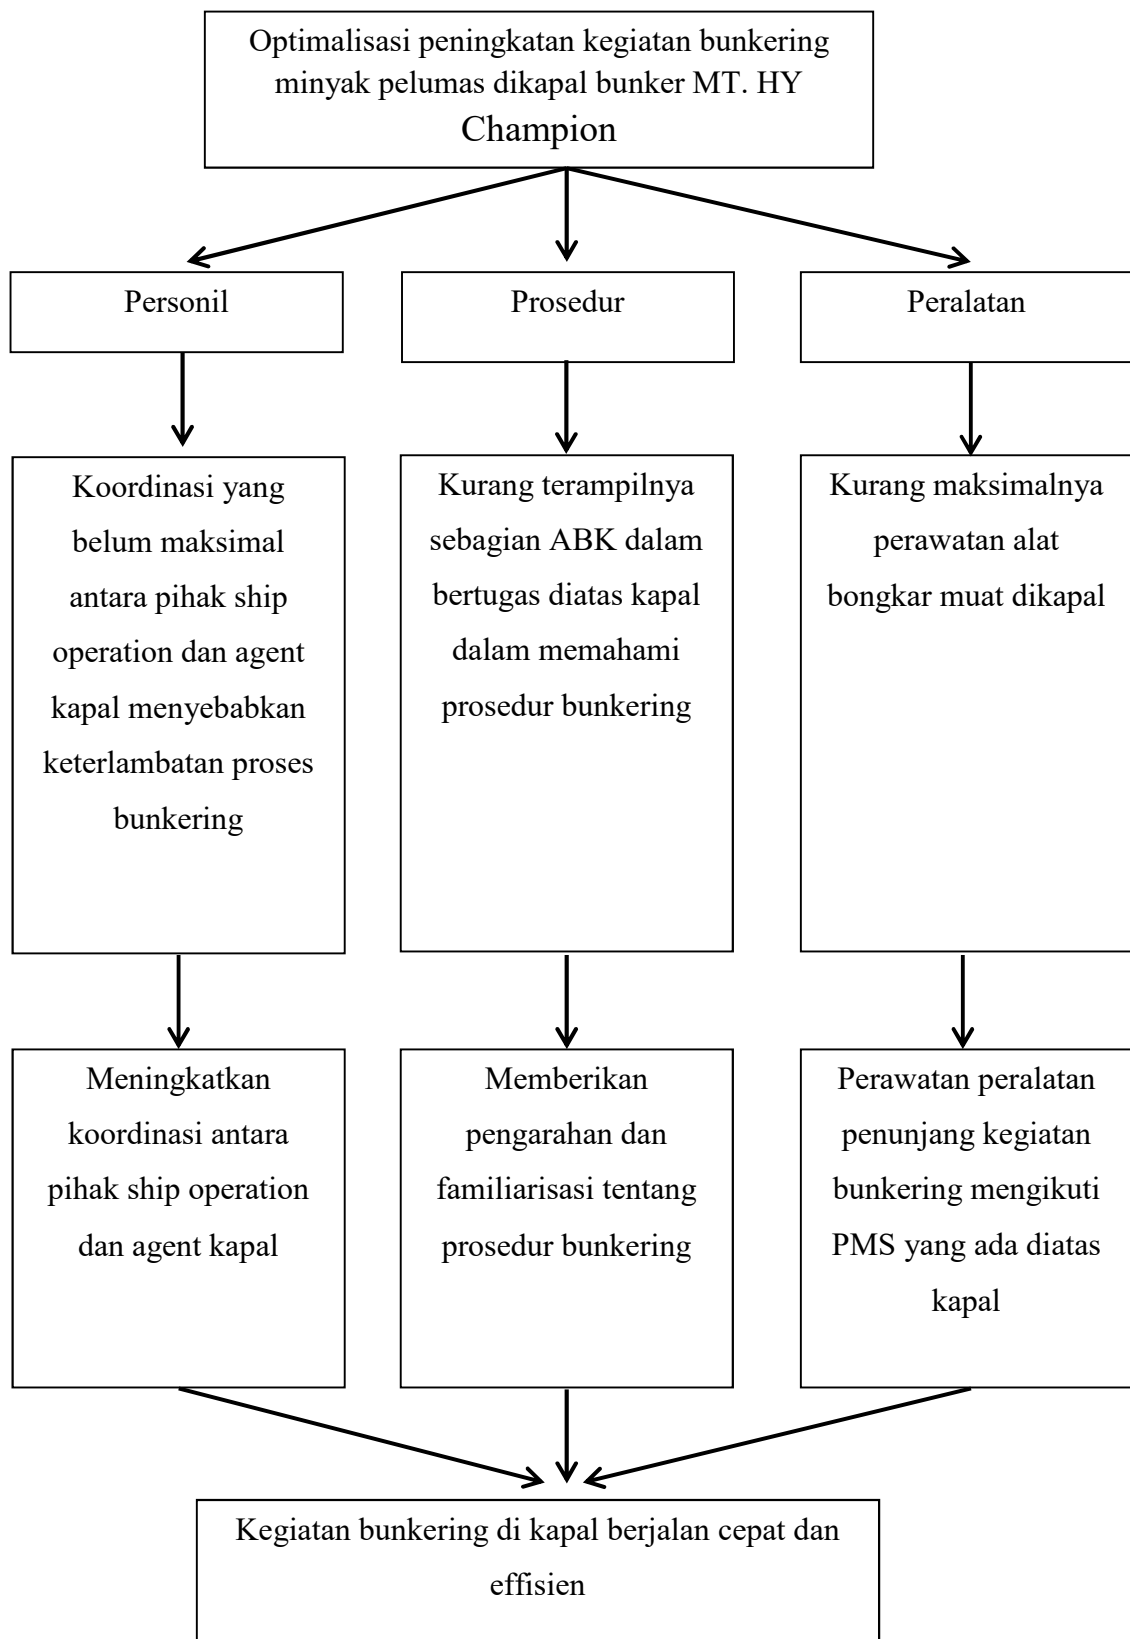 Optimalisasi peningkatan kegiatan bunkering
minyak pelumas dikapal bunker MT. HY
Champion
Personil
Prosedur
Peralatan
Koordinasi yang
belum maksimal
antara pihak ship
operation dan agent
kapal menyebabkan
keterlambatan proses
bunkering
Kurang terampilnya
sebagian ABK dalam
bertugas diatas kapal
dalam memahami
prosedur bunkering
Kurang maksimalnya
perawatan alat
bongkar muat dikapal
Meningkatkan
koordinasi antara
pihak ship operation
dan agent kapal
Memberikan
pengarahan dan
familiarisasi tentang
prosedur bunkering
Perawatan peralatan
penunjang kegiatan
bunkering mengikuti
PMS yang ada diatas
kapal
Kegiatan bunkering di kapal berjalan cepat dan
effisien